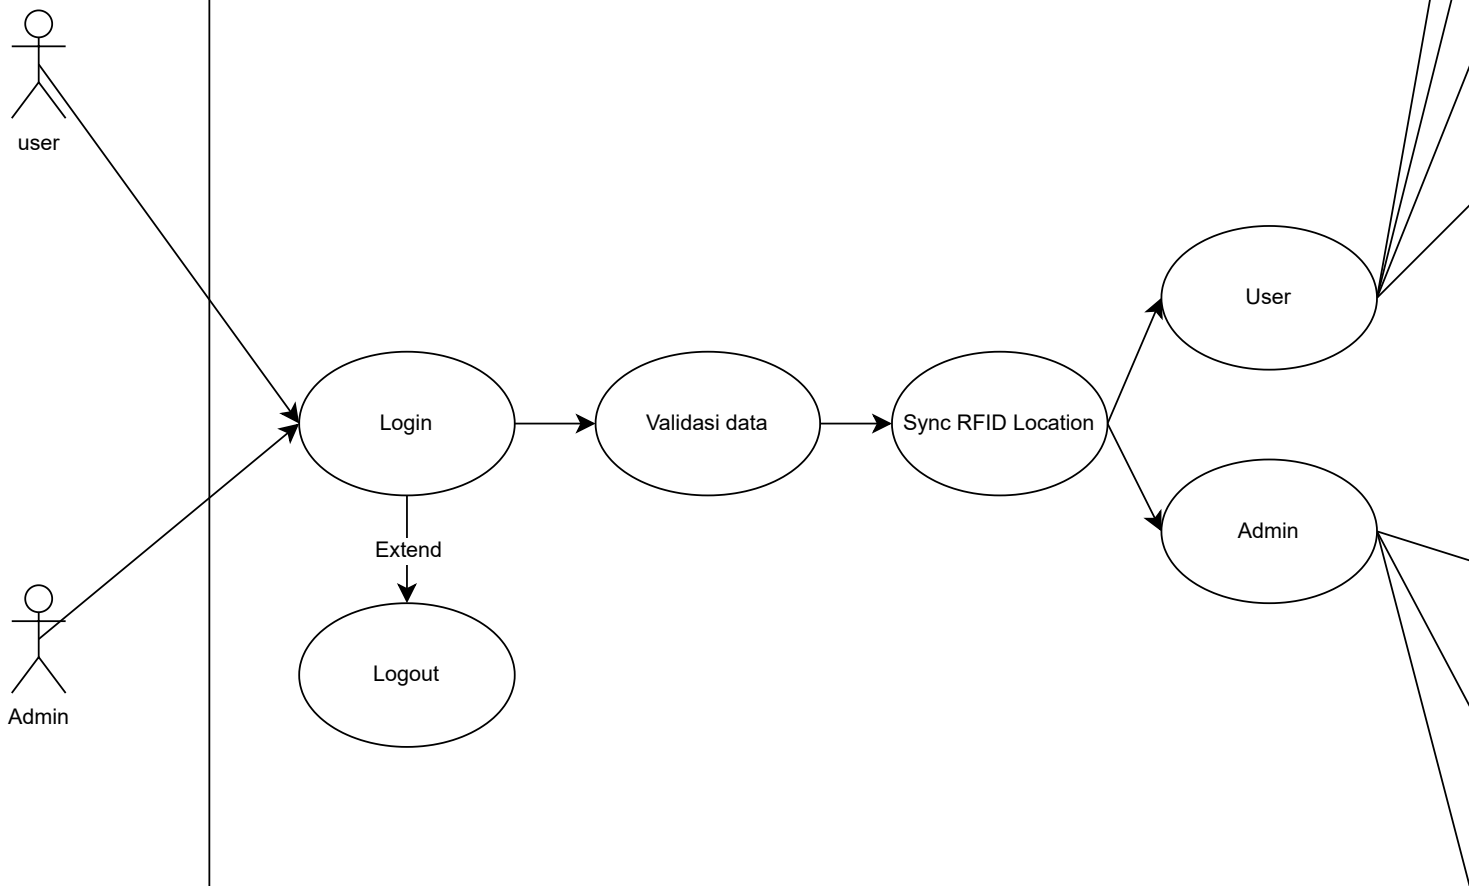 user
User
Login
Validasi data
Sync RFID Location
Admin
Extend
Logout
Admin